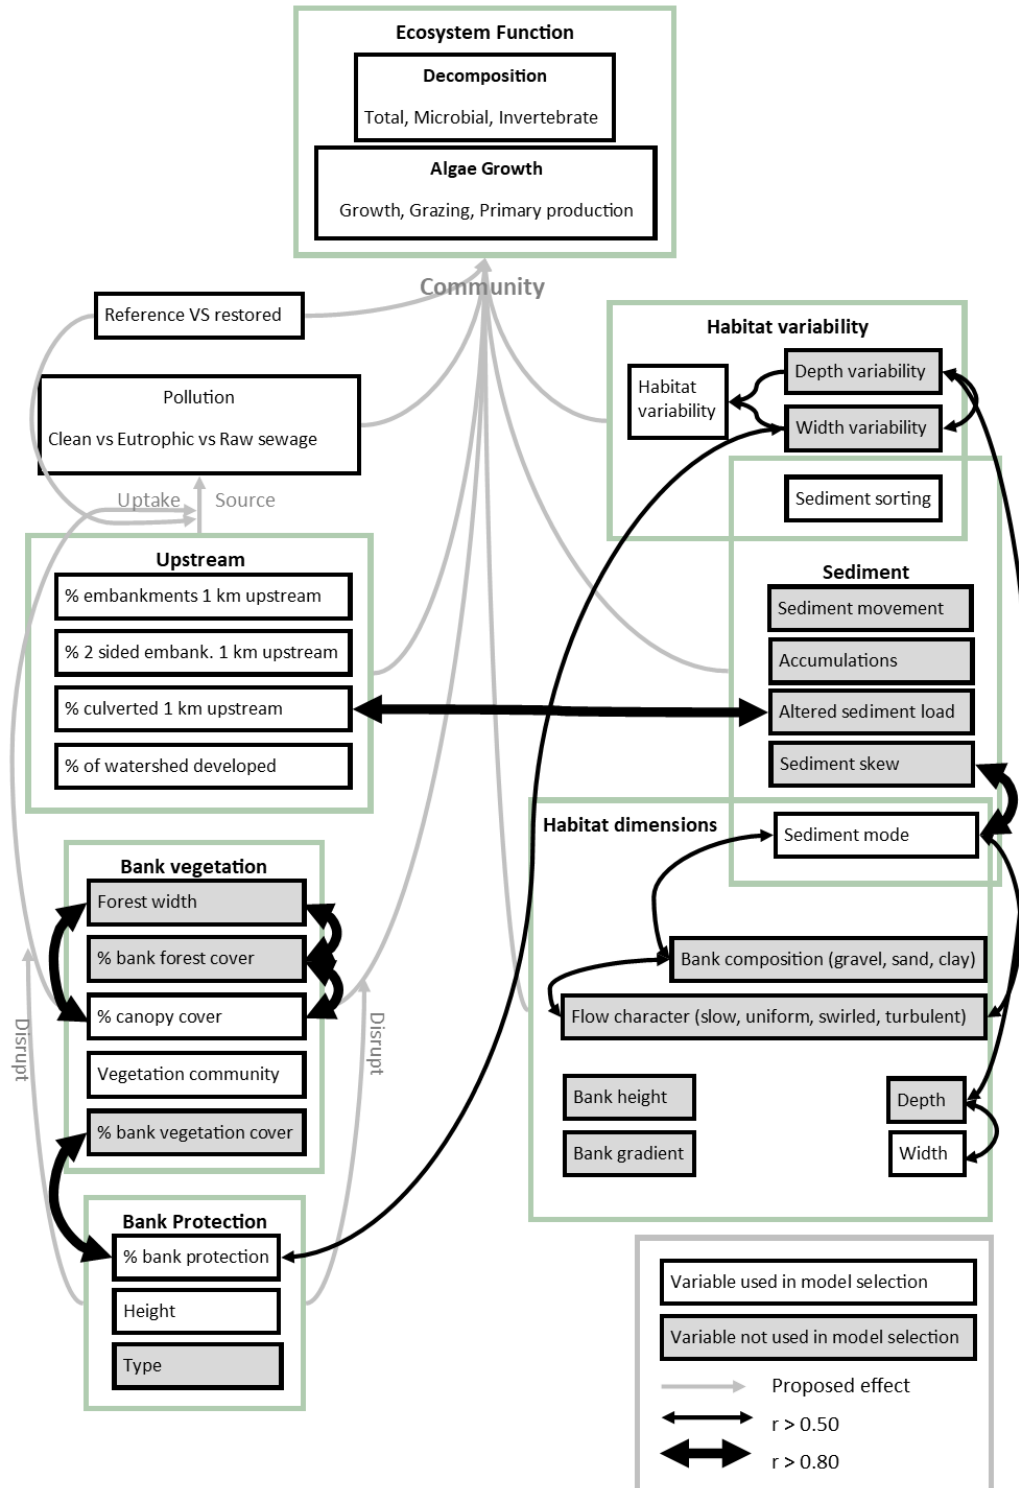 Ecosystem Function
Decomposition
Total, Microbial, Invertebrate
Algae Growth
Growth, Grazing, Primary production
Community
Reference VS restored
Pollution
Clean vs Eutrophic vs Raw sewage
Uptake
Source
Habitat variability
Habitat
variability
Depth variability
Width variability
Sediment sorting
Upstream
% embankments 1 km upstream
% 2 sided embank. 1 km upstream
% culverted 1 km upstream
% of watershed developed
Sediment
Sediment movement
Accumulations
Altered sediment load
Sediment skew
Sediment mode
Habitat dimensions
Bank composition (gravel, sand, clay)
Flow character (slow, uniform, swirled, turbulent)
Bank height
Bank gradient
Depth
Width
Bank vegetation
Forest width
% bank forest cover
% canopy cover
Vegetation community
% bank vegetation cover
Disrupt
Disrupt
Bank Protection
% bank protection
Height
Type
Variable used in model selection
Variable not used in model selection
Proposed effect
r > 0.50
r > 0.80